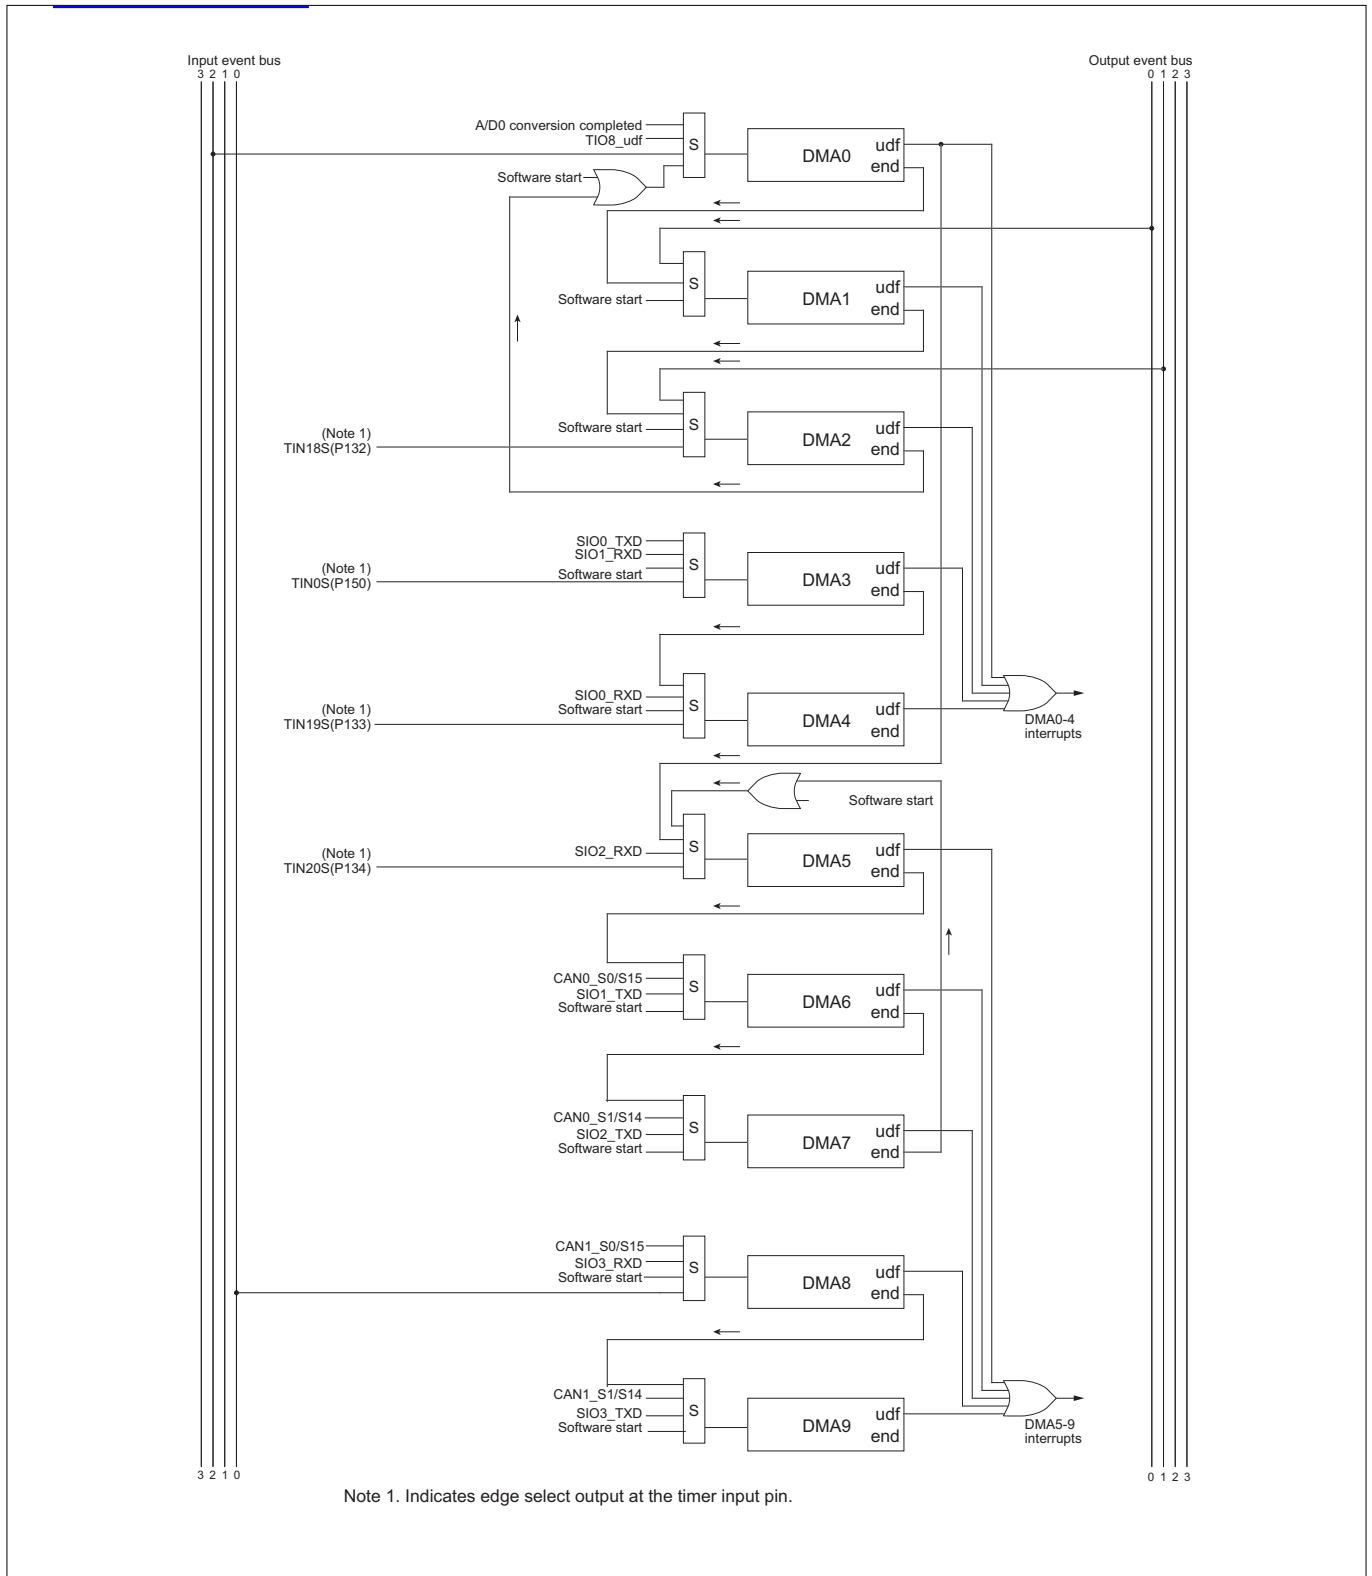 Input event bus
3 2 1 0
Output event bus
0 1 2 3
A/D0 conversion completed
TIO8_udf
S
DMA0
udf
end
Software start
S
DMA1
udf
end
Software start
S
DMA2
udf
end
Software start
(Note 1)
TIN18S(P132)
SIO0_TXD
SIO1_RXD
Software start
(Note 1)
TIN0S(P150)
S
DMA3
udf
end
SIO0_RXD
Software start
(Note 1)
TIN19S(P133)
S
DMA4
udf
end
DMA0-4
interrupts
Software start
SIO2_RXD
(Note 1)
TIN20S(P134)
S
DMA5
udf
end
CAN0_S0/S15
SIO1_TXD
Software start
S
DMA6
udf
end
CAN0_S1/S14
SIO2_TXD
Software start
S
DMA7
udf
end
CAN1_S0/S15
SIO3_RXD
Software start
S
DMA8
udf
end
CAN1_S1/S14
SIO3_TXD
Software start
S
DMA9
udf
end
DMA5-9
interrupts
3 2 1 0
0 1 2 3
Note 1. Indicates edge select output at the timer input pin.